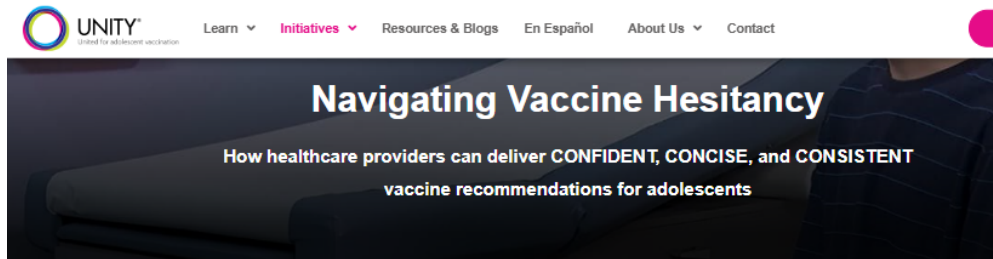 UNITY®
United for adolescent vaccination
Learn
Initiatives
Resources & Blogs
En Español
About Us
Contact
Navigating Vaccine Hesitancy
How healthcare providers can deliver CONFIDENT, CONCISE, and CONSISTENT
vaccine recommendations for adolescents